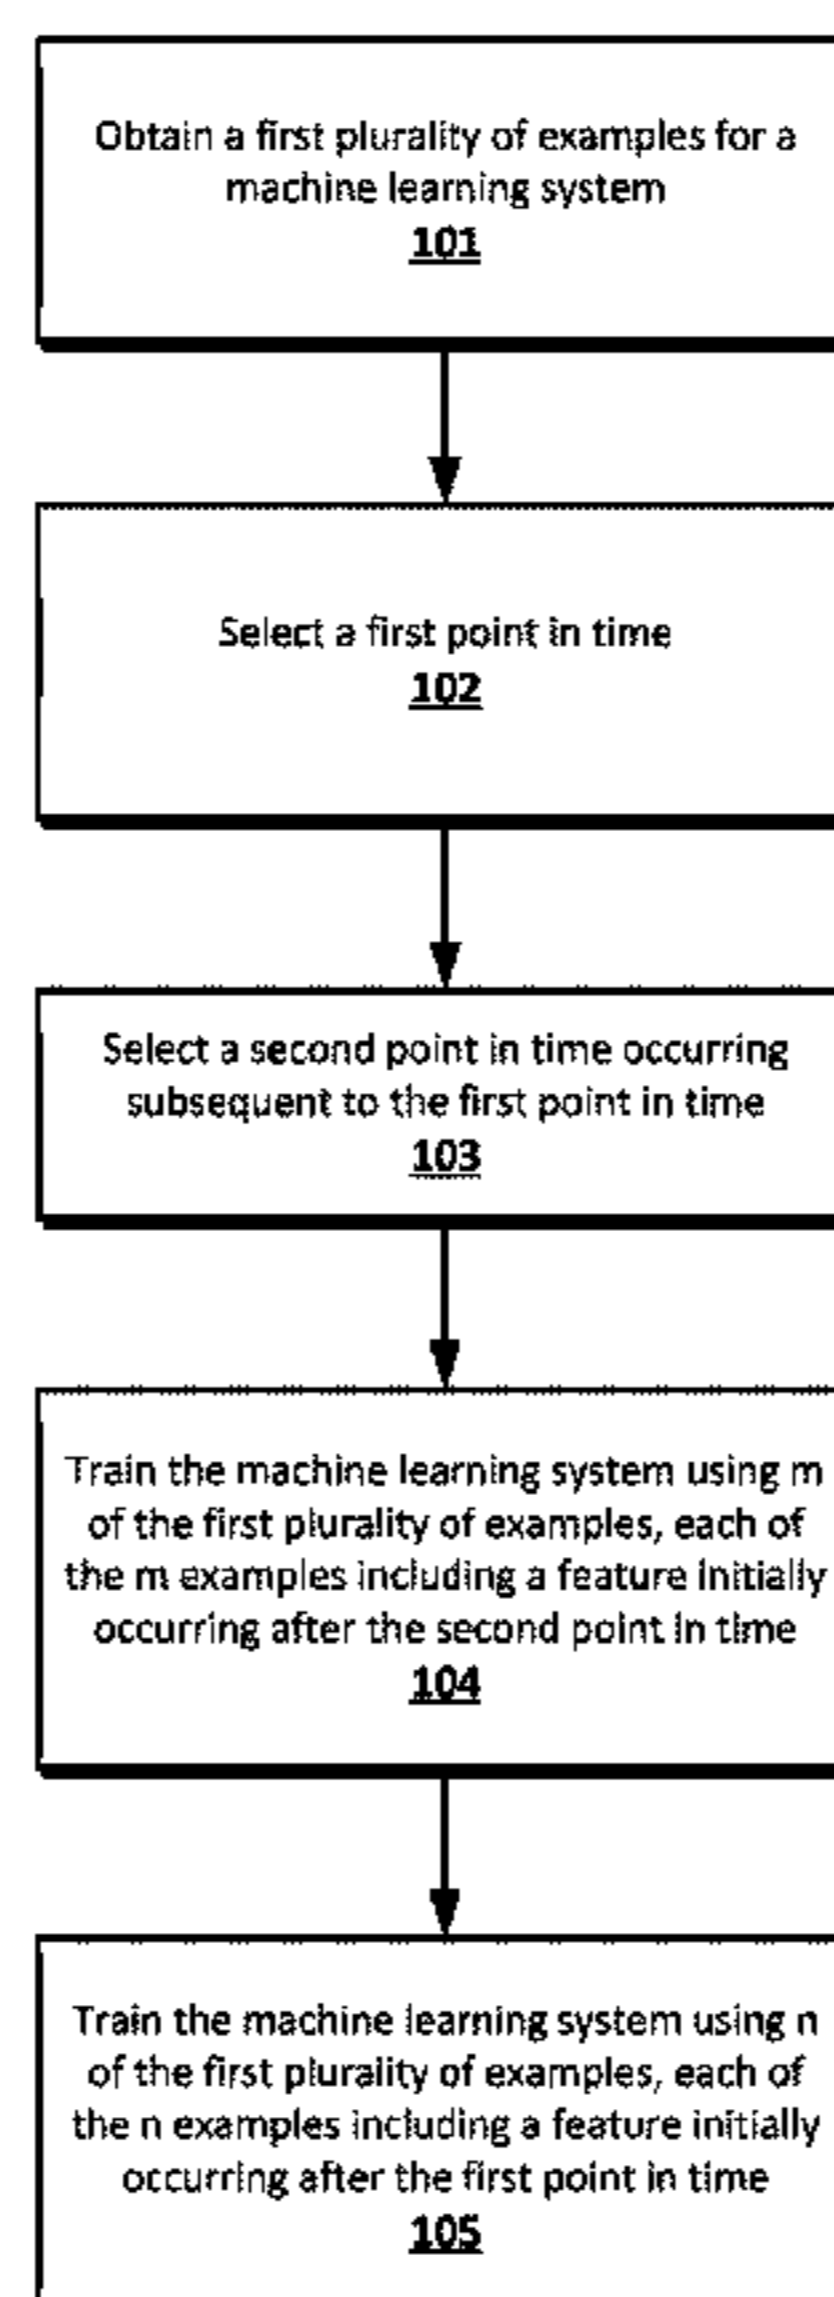 Obtain a first plurality of examples for a
machine learning system
101
Select a first point in time
102
Select a second point in time occurring
subsequent to the first point in time
103
Train the machine learning system using m
of the first plurality of examples, each of
the m examples including a feature initially
occurring after the second point in time
104
Train the machine learning system using n
of the first plurality of examples, each of
the n examples including a feature initially
occurring after the first point in time
105